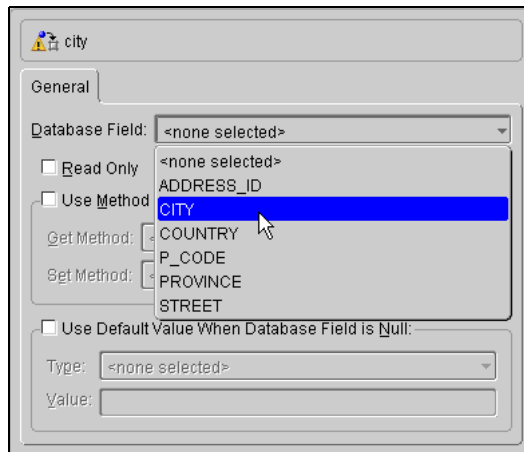 city
General
Database Field: <none selected>
Read Only
<none selected>
ADDRESS_ID
Use Method
CITY
Get Method:
COUNTRY
P_CODE
Set Method:
PROVINCE
STREET
Use Default Value When Database Field is Null:
Type: <none selected>
Value: